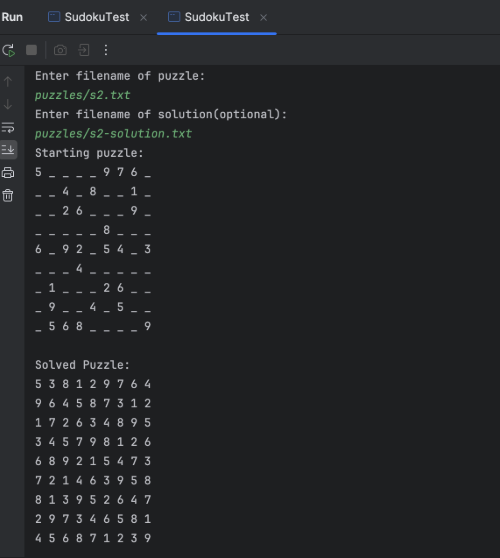 Run SudokuTest × SudokuTest ×
Enter filename of puzzle:
puzzles/s2.txt
Enter filename of solution(optional):
puzzles/s2-solution.txt
Starting puzzle:
5 _ _ _ _ 9 7 6 _
_ _ 4 _ 8 _ _ 1 _
_ _ 2 6 _ _ _ 9 _
_ _ _ _ _ 8 _ _ _
6 _ 9 2 _ 5 4 _ 3
_ _ _ 4 _ _ _ _ _
_ 1 _ _ _ 2 6 _ _
_ 9 _ _ 4 _ 5 _ _
_ 5 6 8 _ _ _ _ 9
Solved Puzzle:
5 3 8 1 2 9 7 6 4
9 6 4 5 8 7 3 1 2
1 7 2 6 3 4 8 9 5
3 4 5 7 9 8 1 2 6
6 8 9 2 1 5 4 7 3
7 2 1 4 6 3 9 5 8
8 1 3 9 5 2 6 4 7
2 9 7 3 4 6 5 8 1
4 5 6 8 7 1 2 3 9